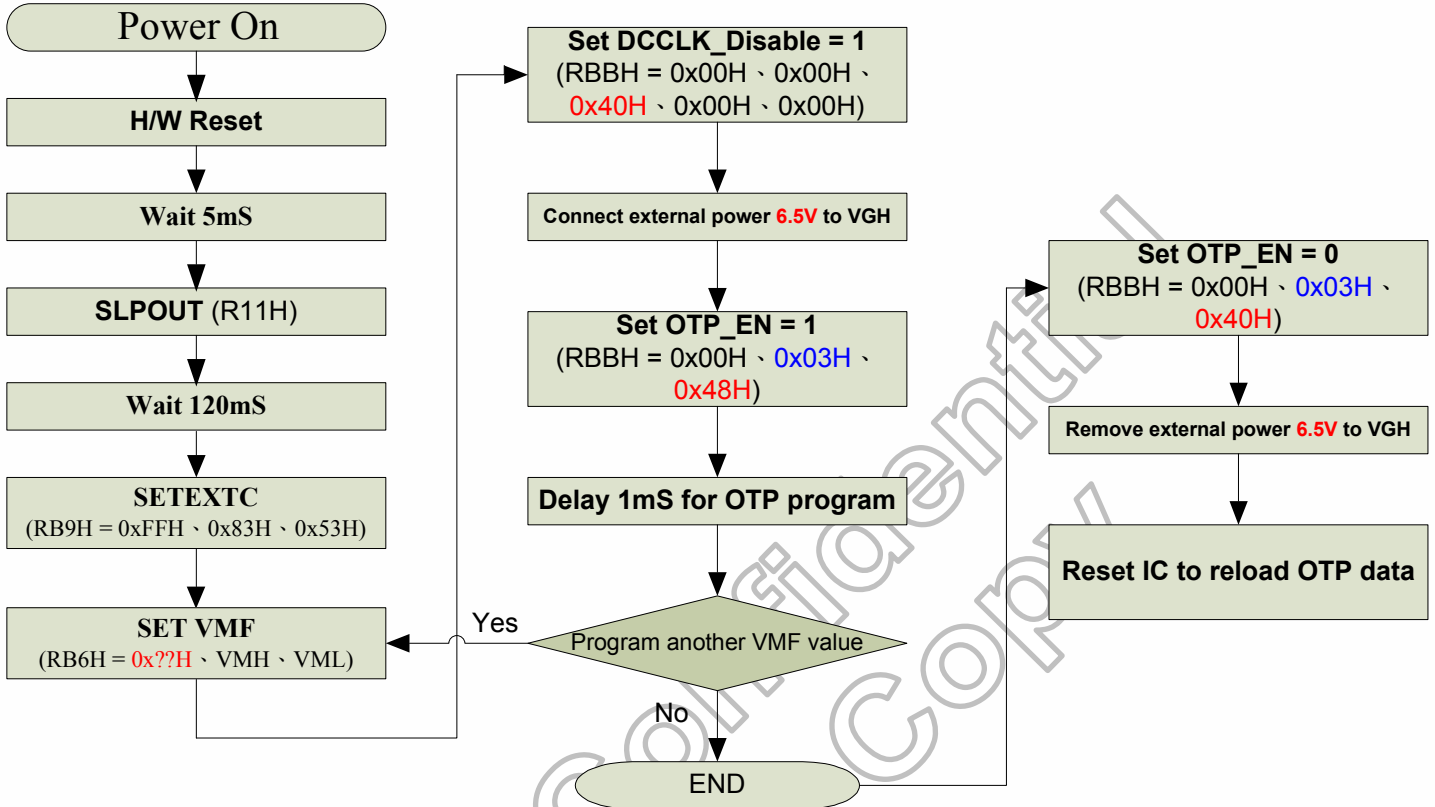 Power On
H/W Reset
Wait 5mS
SLPOUT (R11H)
Wait 120mS
SETEXTC
(RB9H = 0xFFH、0x83H、0x53H)
SET VMF
(RB6H = 0x??H、VMH、VML)
Set DCCLK_Disable = 1
(RBBH = 0x00H、0x00H、
0x40H、0x00H、0x00H)
Connect external power 6.5V to VGH
Set OTP_EN = 1
(RBBH = 0x00H、0x03H、
0x48H)
Delay 1mS for OTP program
Program another VMF value
Yes
No
END
Set OTP_EN = 0
(RBBH = 0x00H、0x03H、
0x40H)
Remove external power 6.5V to VGH
Reset IC to reload OTP data
Confidential
Copy